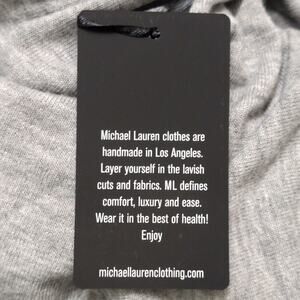 Michael Lauren clothes are
handmade in Los Angeles.
Layer yourself in the lavish
cuts and fabrics. ML defines
comfort, luxury and ease.
Wear it in the best of health!
Enjoy
michaellaurenclothing.com